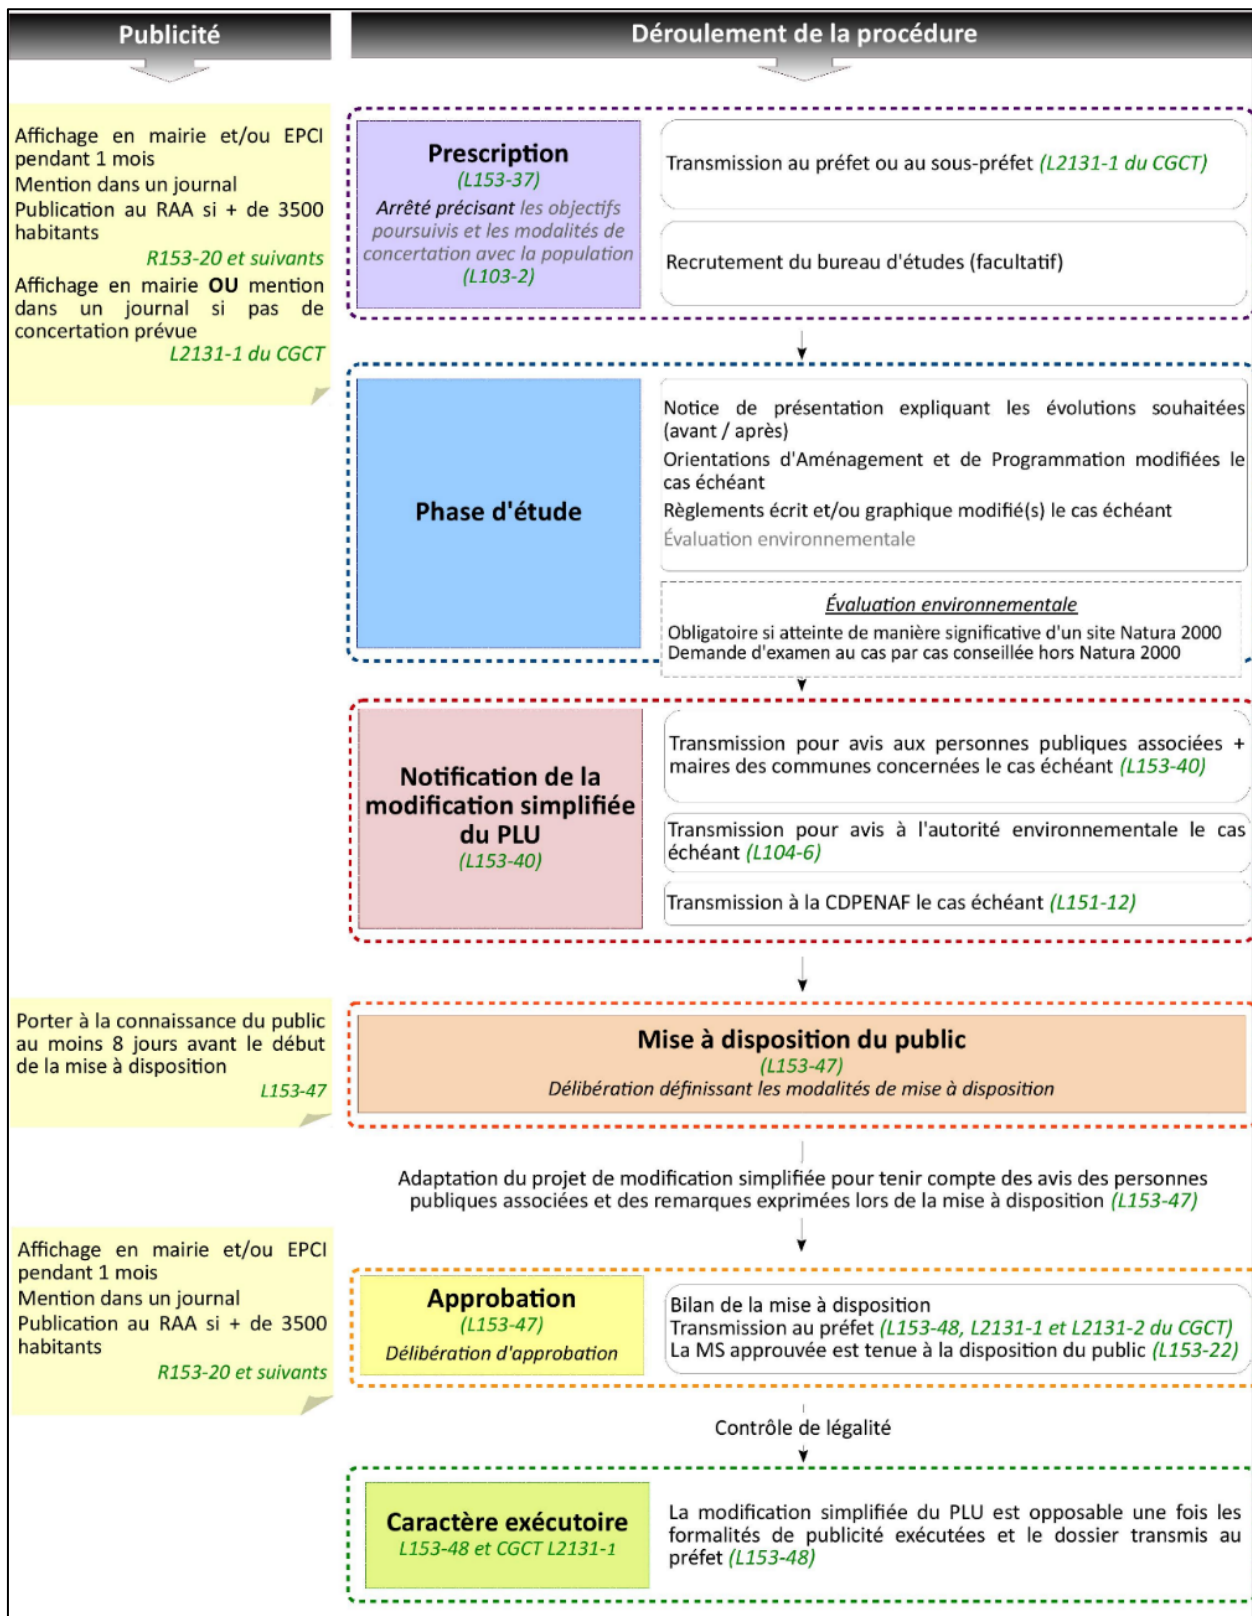 Publicité
Déroulement de la procédure
Affichage en mairie et/ou EPCI
pendant 1 mois
Mention dans un journal
Publication au RAA si + de 3500
habitants
R153-20 et suivants
Affichage en mairie OU mention
dans un journal si pas de
concertation prévue
L2131-1 du CGCT
Prescription
(L153-37)
Arrêté précisant les objectifs
poursuivis et les modalités de
concertation avec la population
(L103-2)
Transmission au préfet ou au sous-préfet (L2131-1 du CGCT)
Recrutement du bureau d'études (facultatif)
Phase d'étude
Notice de présentation expliquant les évolutions souhaitées
(avant / après)
Orientations d'Aménagement et de Programmation modifiées le
cas échéant
Règlements écrit et/ou graphique modifié(s) le cas échéant
Évaluation environnementale
Évaluation environnementale
Obligatoire si atteinte de manière significative d'un site Natura 2000
Demande d'examen au cas par cas conseillée hors Natura 2000
Notification de la
modification simplifiée
du PLU
(L153-40)
Transmission pour avis aux personnes publiques associées +
maires des communes concernées le cas échéant (L153-40)
Transmission pour avis à l'autorité environnementale le cas
échéant (L104-6)
Transmission à la CDPENAF le cas échéant (L151-12)
Porter à la connaissance du public
au moins 8 jours avant le début
de la mise à disposition
L153-47
Mise à disposition du public
(L153-47)
Délibération définissant les modalités de mise à disposition
Adaptation du projet de modification simplifiée pour tenir compte des avis des personnes
publiques associées et des remarques exprimées lors de la mise à disposition (L153-47)
Affichage en mairie et/ou EPCI
pendant 1 mois
Mention dans un journal
Publication au RAA si + de 3500
habitants
R153-20 et suivants
Approbation
(L153-47)
Délibération d'approbation
Bilan de la mise à disposition
Transmission au préfet (L153-48, L2131-1 et L2131-2 du CGCT)
La MS approuvée est tenue à la disposition du public (L153-22)
Contrôle de légalité
Caractère exécutoire
L153-48 et CGCT L2131-1
La modification simplifiée du PLU est opposable une fois les
formalités de publicité exécutées et le dossier transmis au
préfet (L153-48)